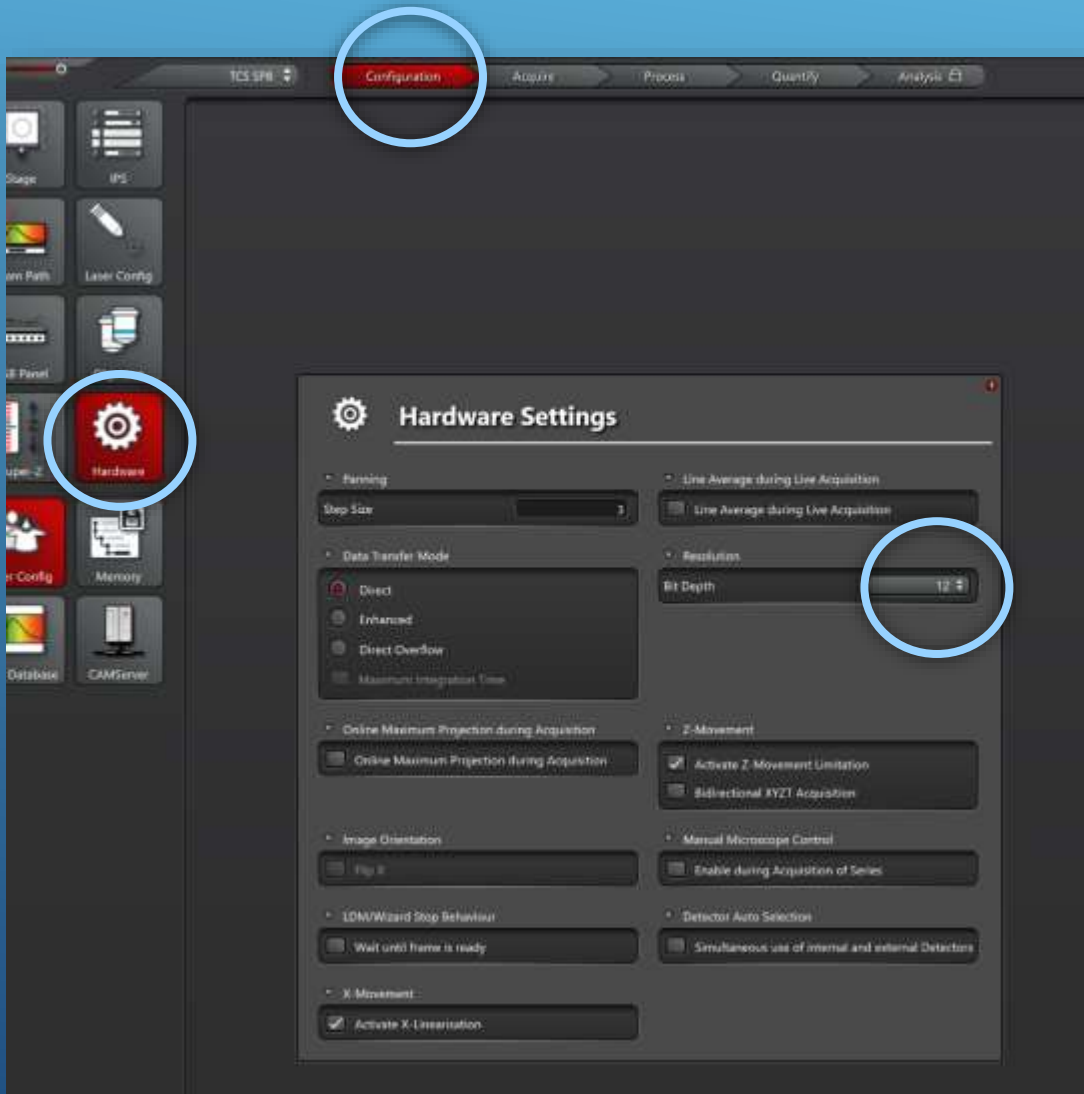 TCS SP8
Configuration
Acquire
Process
Quantify
Analysis
Stage
IPS
Path
Laser Config
Panel
Hardware
Config
Memory
Database
CAMServer
Hardware Settings
Panning
Step Size 3
Data Transfer Mode
Direct
Enhanced
Direct Overflow
Maximum Integration Time
Online Maximum Projection during Acquisition
Online Maximum Projection during Acquisition
Image Orientation
Flip X
LDM/Wizard Stop Behaviour
Wait until frame is ready
X-Movement
Activate X-Linearisation
Line Average during Live Acquisition
Line Average during Live Acquisition
Resolution
Bit Depth 12
Z-Movement
Activate Z-Movement Limitation
Bidirectional XYZT Acquisition
Manual Microscope Control
Enable during Acquisition of Series
Detector Auto Selection
Simultaneous use of internal and external Detectors